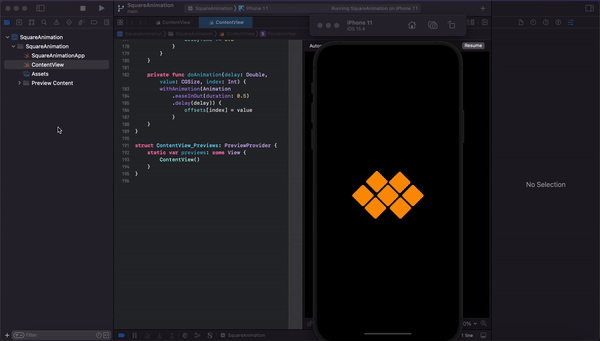 SquareAnimation
main
SquareAnimation
iPhone 11
Running SquareAnimation on iPhone 11
iPhone 11
iOS 15.4
ContentView
ContentView
SquareAnimation
SquareAnimation
SquareAnimationApp
ContentView
Assets
Preview Content
Resume
178 }
179 }
180 }
181
182 private func doAnimation(delay: Double,
value: CGSize, index: Int) {
183 withAnimation(Animation
184 .easeInOut(duration: 0.5)
185 .delay(delay)) {
186 offsets[index] = value
187 }
188 }
189 }
190
191 struct ContentView_Previews: PreviewProvider {
192 static var previews: some View {
193 ContentView()
194 }
195 }
196
No Selection
Filter
SquareAnimation
1 line